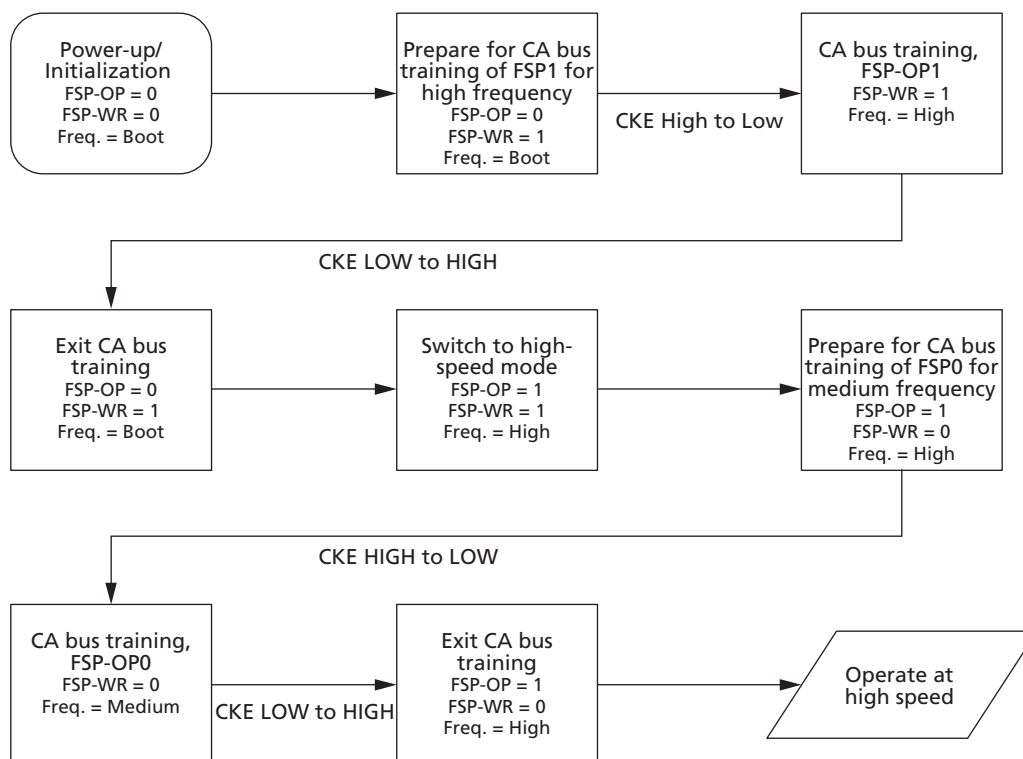 Power-up/
Initialization
FSP-OP = 0
FSP-WR = 0
Freq. = Boot
Prepare for CA bus
training of FSP1 for
high frequency
FSP-OP = 0
FSP-WR = 1
Freq. = Boot
CKE High to Low
CA bus training,
FSP-OP1
FSP-WR = 1
Freq. = High
CKE LOW to HIGH
Exit CA bus
training
FSP-OP = 0
FSP-WR = 1
Freq. = Boot
Switch to high-
speed mode
FSP-OP = 1
FSP-WR = 1
Freq. = High
Prepare for CA bus
training of FSP0 for
medium frequency
FSP-OP = 1
FSP-WR = 0
Freq. = High
CKE HIGH to LOW
CA bus training,
FSP-OP0
FSP-WR = 0
Freq. = Medium
CKE LOW to HIGH
Exit CA bus
training
FSP-OP = 1
FSP-WR = 0
Freq. = High
Operate at
high speed